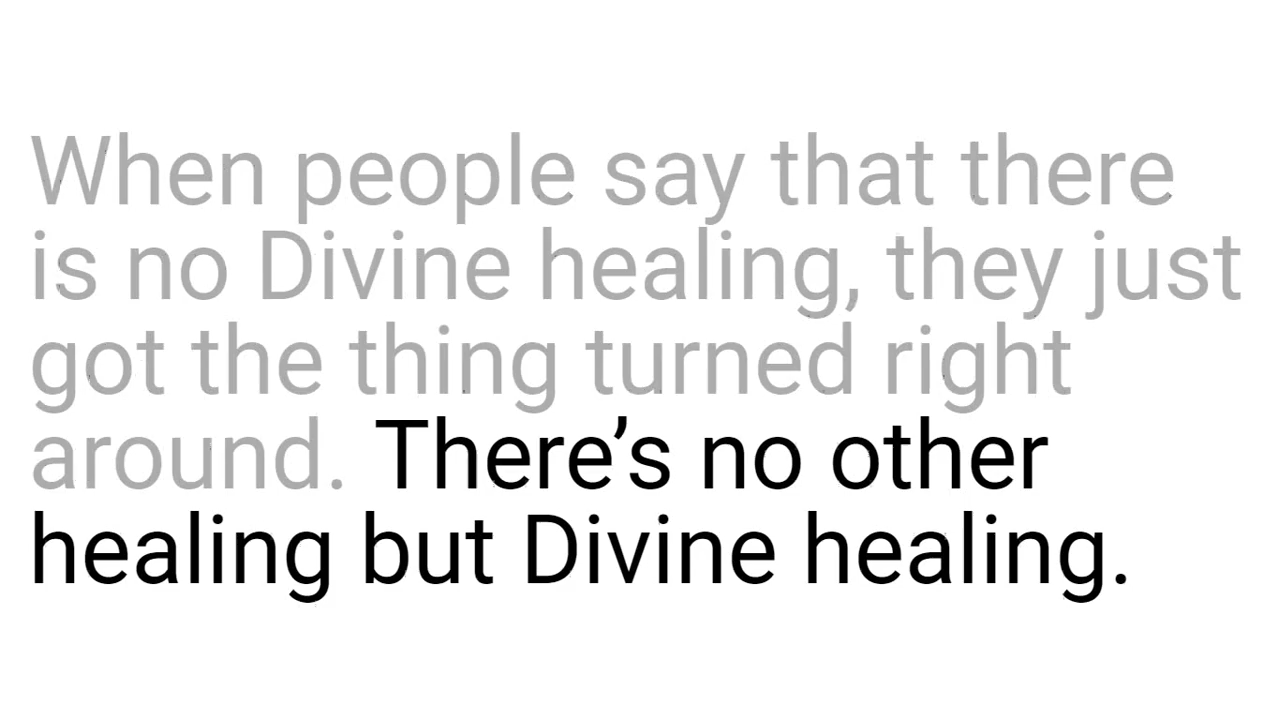 When people say that there
is no Divine healing, they just
got the thing turned right
around. There’s no other
healing but Divine healing.